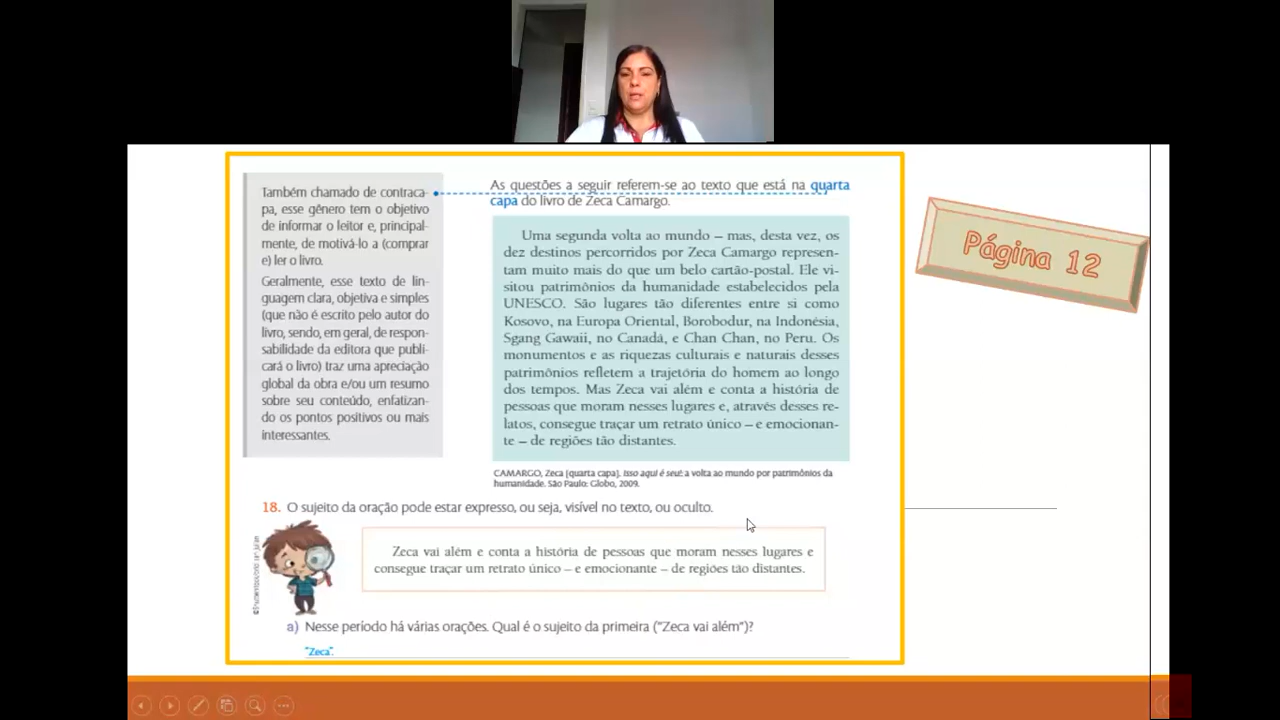 Também chamado de contraca-
pa, esse gênero tem o objetivo
de informar o leitor e, principal-
mente, de motivá-lo a (comprar
e) ler o livro.
Geralmente, esse texto de lin-
guagem clara, objetiva e simples
(que não é escrito pelo autor do
livro, sendo, em geral, de respon-
sabilidade da editora que publi-
cará o livro) traz uma apreciação
global da obra e/ou um resumo
sobre seu conteúdo, enfatizan-
do os pontos positivos ou mais
interessantes.
As questões a seguir referem-se ao texto que está na quarta
capa do livro de Zeca Camargo.
Uma segunda volta ao mundo – mas, desta vez, os
dez destinos percorridos por Zeca Camargo represen-
tam muito mais do que um belo cartão-postal. Ele vi-
sitou patrimônios da humanidade estabelecidos pela
UNESCO. São lugares tão diferentes entre si como
Kosovo, na Europa Oriental, Borobodur, na Indonésia,
Sgang Gawaii, no Canadá, e Chan Chan, no Peru. Os
monumentos e as riquezas culturais e naturais desses
patrimônios refletem a trajetória do homem ao longo
dos tempos. Mas Zeca vai além e conta a história de
pessoas que moram nesses lugares e, através desses re-
latos, consegue traçar um retrato único – e emocionan-
te – de regiões tão distantes.
CAMARGO, Zeca [quarta capa]. Isso aqui é seu!: a volta ao mundo por patrimônios da
humanidade. São Paulo: Globo, 2009.
Página 12
18. O sujeito da oração pode estar expresso, ou seja, visível no texto, ou oculto.
Zeca vai além e conta a história de pessoas que moram nesses lugares e
consegue traçar um retrato único – e emocionante – de regiões tão distantes.
a) Nesse período há várias orações. Qual é o sujeito da primeira ("Zeca vai além")?
"Zeca".